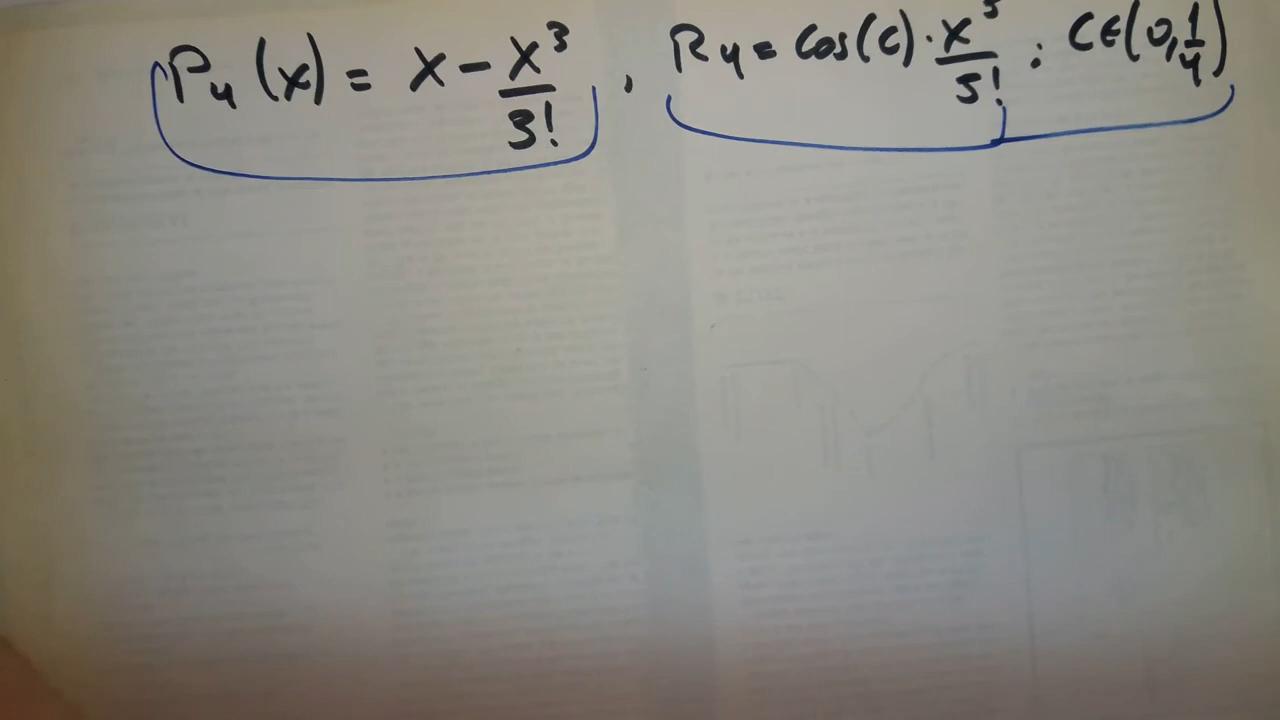 P₄(x) = x - x³/3! , R₄ = Cos(c) · x⁵/5! : C∈(0, 1/4)